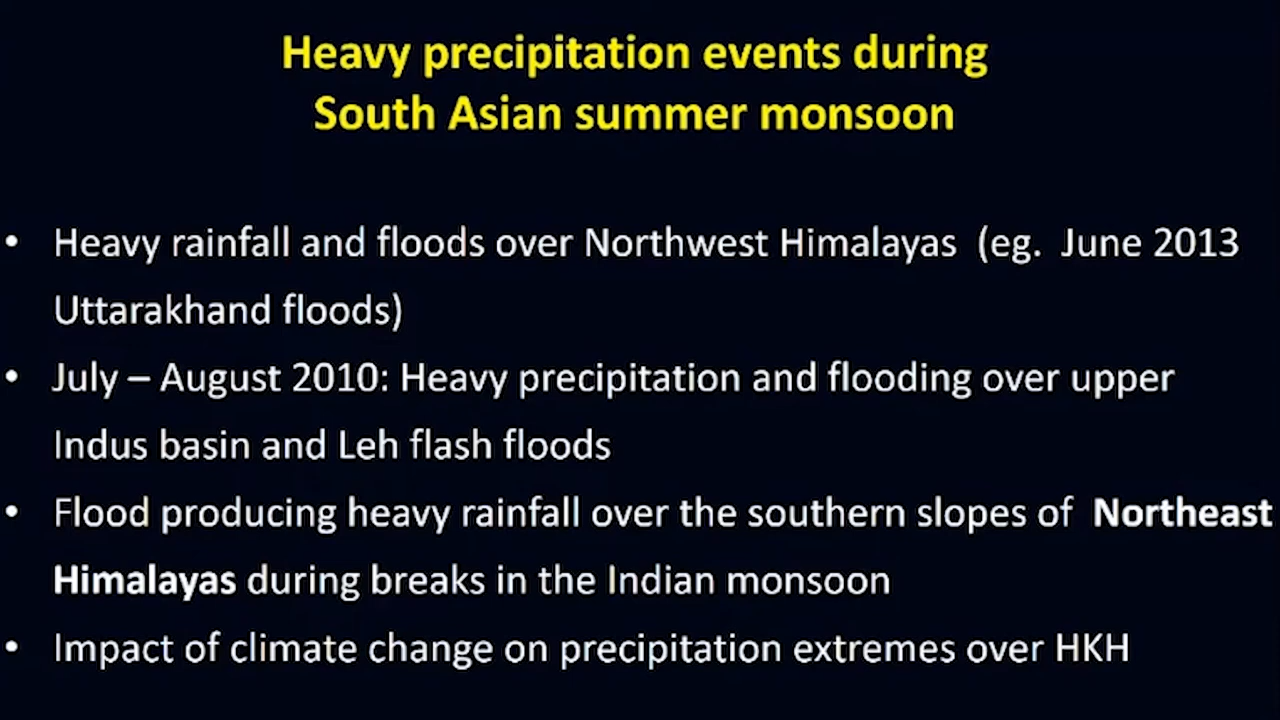 Heavy precipitation events during
South Asian summer monsoon
• Heavy rainfall and floods over Northwest Himalayas (eg. June 2013
Uttarakhand floods)
• July – August 2010: Heavy precipitation and flooding over upper
Indus basin and Leh flash floods
• Flood producing heavy rainfall over the southern slopes of Northeast
Himalayas during breaks in the Indian monsoon
• Impact of climate change on precipitation extremes over HKH